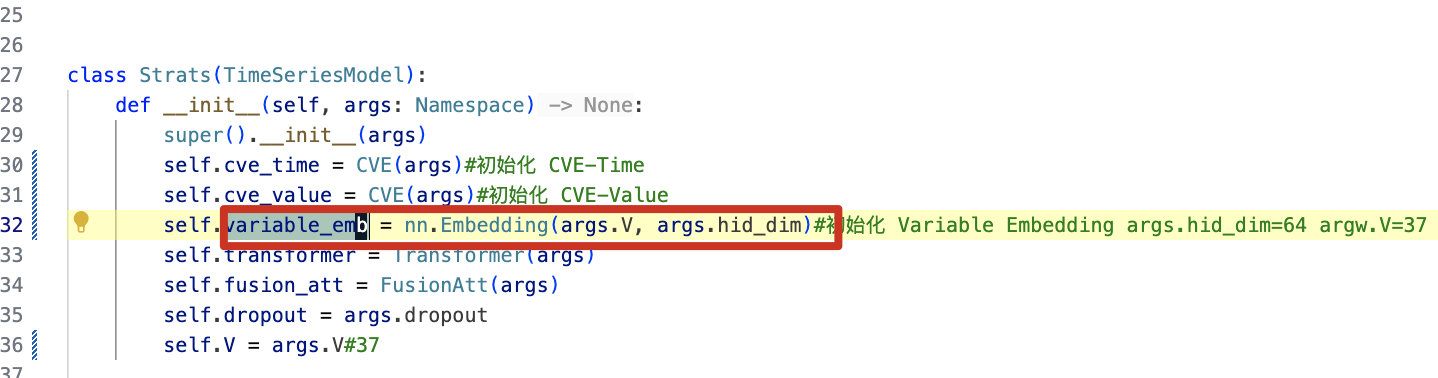 25
26
27 class Strats(TimeSeriesModel):
28 def __init__(self, args: Namespace) -> None:
29 super().__init__(args)
30 self.cve_time = CVE(args)#初始化 CVE-Time
31 self.cve_value = CVE(args)#初始化 CVE-Value
32 self.variable_emb = nn.Embedding(args.V, args.hid_dim)#初始化 Variable Embedding args.hid_dim=64 argw.V=37
33 self.transformer = Transformer(args)
34 self.fusion_att = FusionAtt(args)
35 self.dropout = args.dropout
36 self.V = args.V#37
37